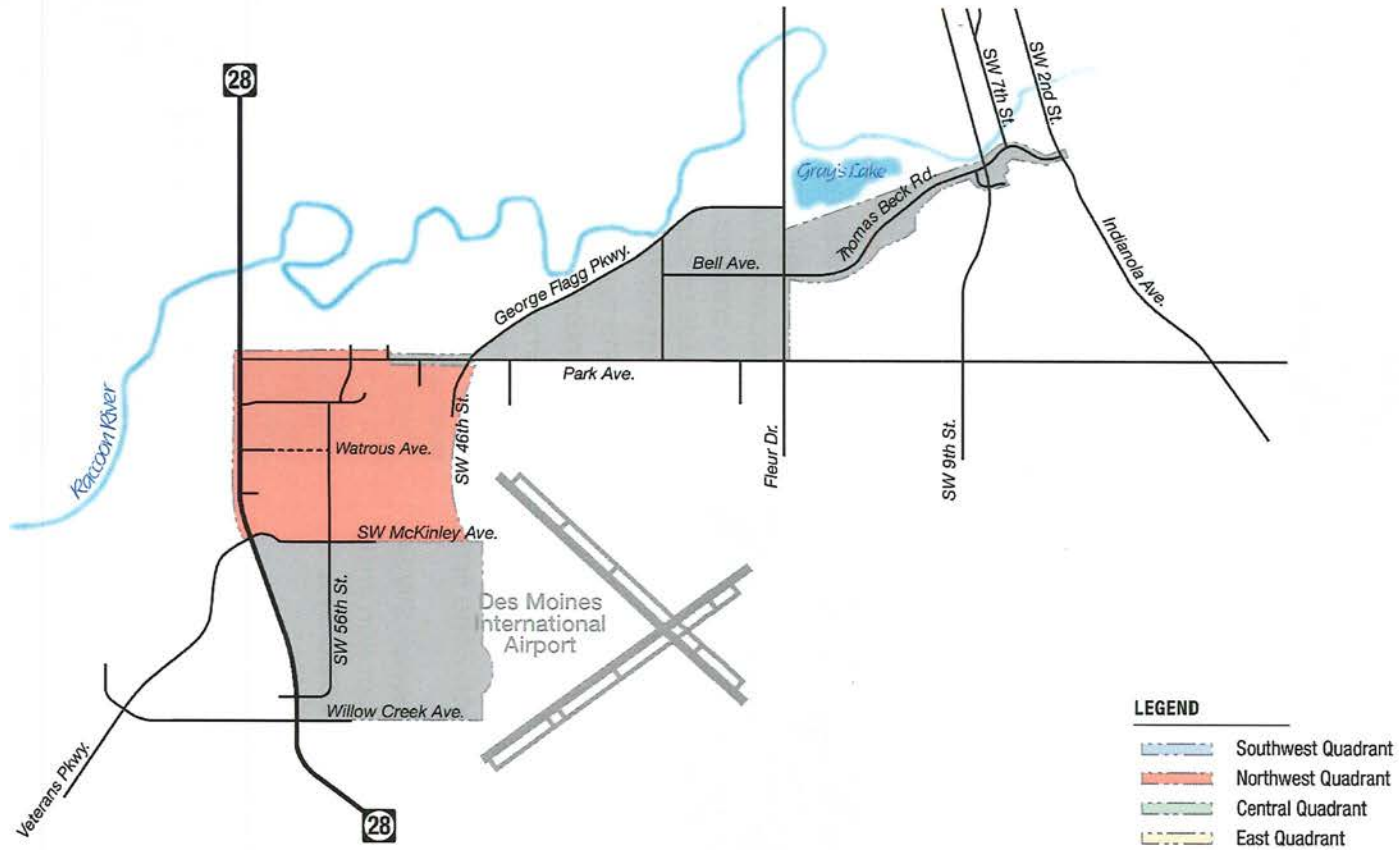 28
SW 7th St.
SW 2nd St.
Gray's Lake
Thomas Beck Rd.
Indianola Ave.
Bell Ave.
George Flagg Pkwy.
Raccoon River
Park Ave.
SW 46th St.
Watrous Ave.
Fleur Dr.
SW 9th St.
SW McKinley Ave.
SW 56th St.
Des Moines
International
Airport
Willow Creek Ave.
Veterans Pkwy.
28
LEGEND
Southwest Quadrant
Northwest Quadrant
Central Quadrant
East Quadrant